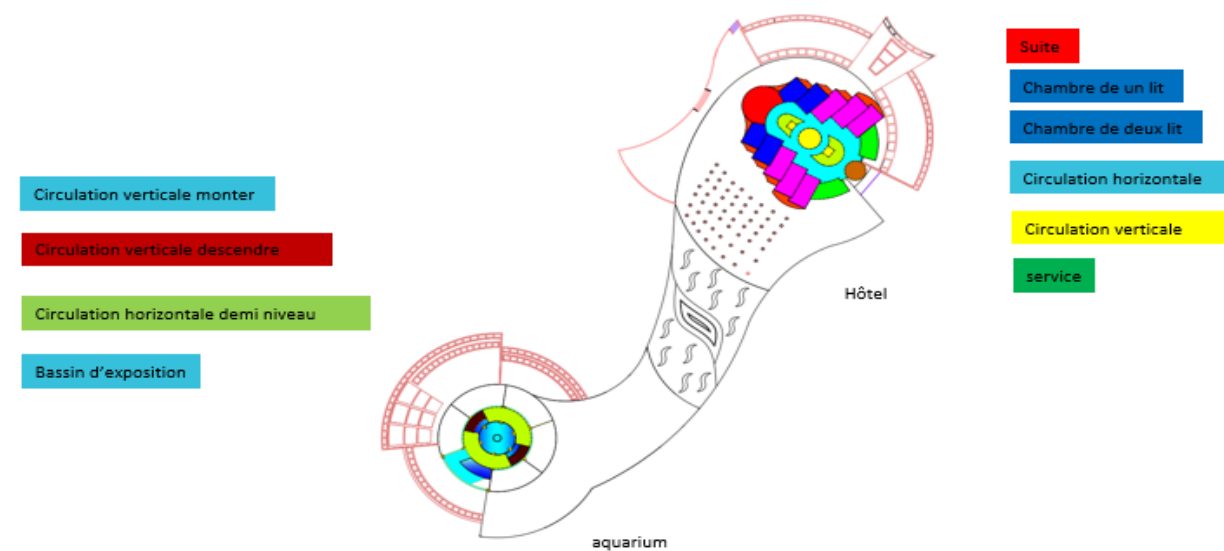 Suite
Chambre de un lit
Chambre de deux lit
Circulation horizontale
Circulation verticale
service
Circulation verticale monter
Circulation verticale descendre
Circulation horizontale demi niveau
Bassin d'exposition
Hôtel
aquarium